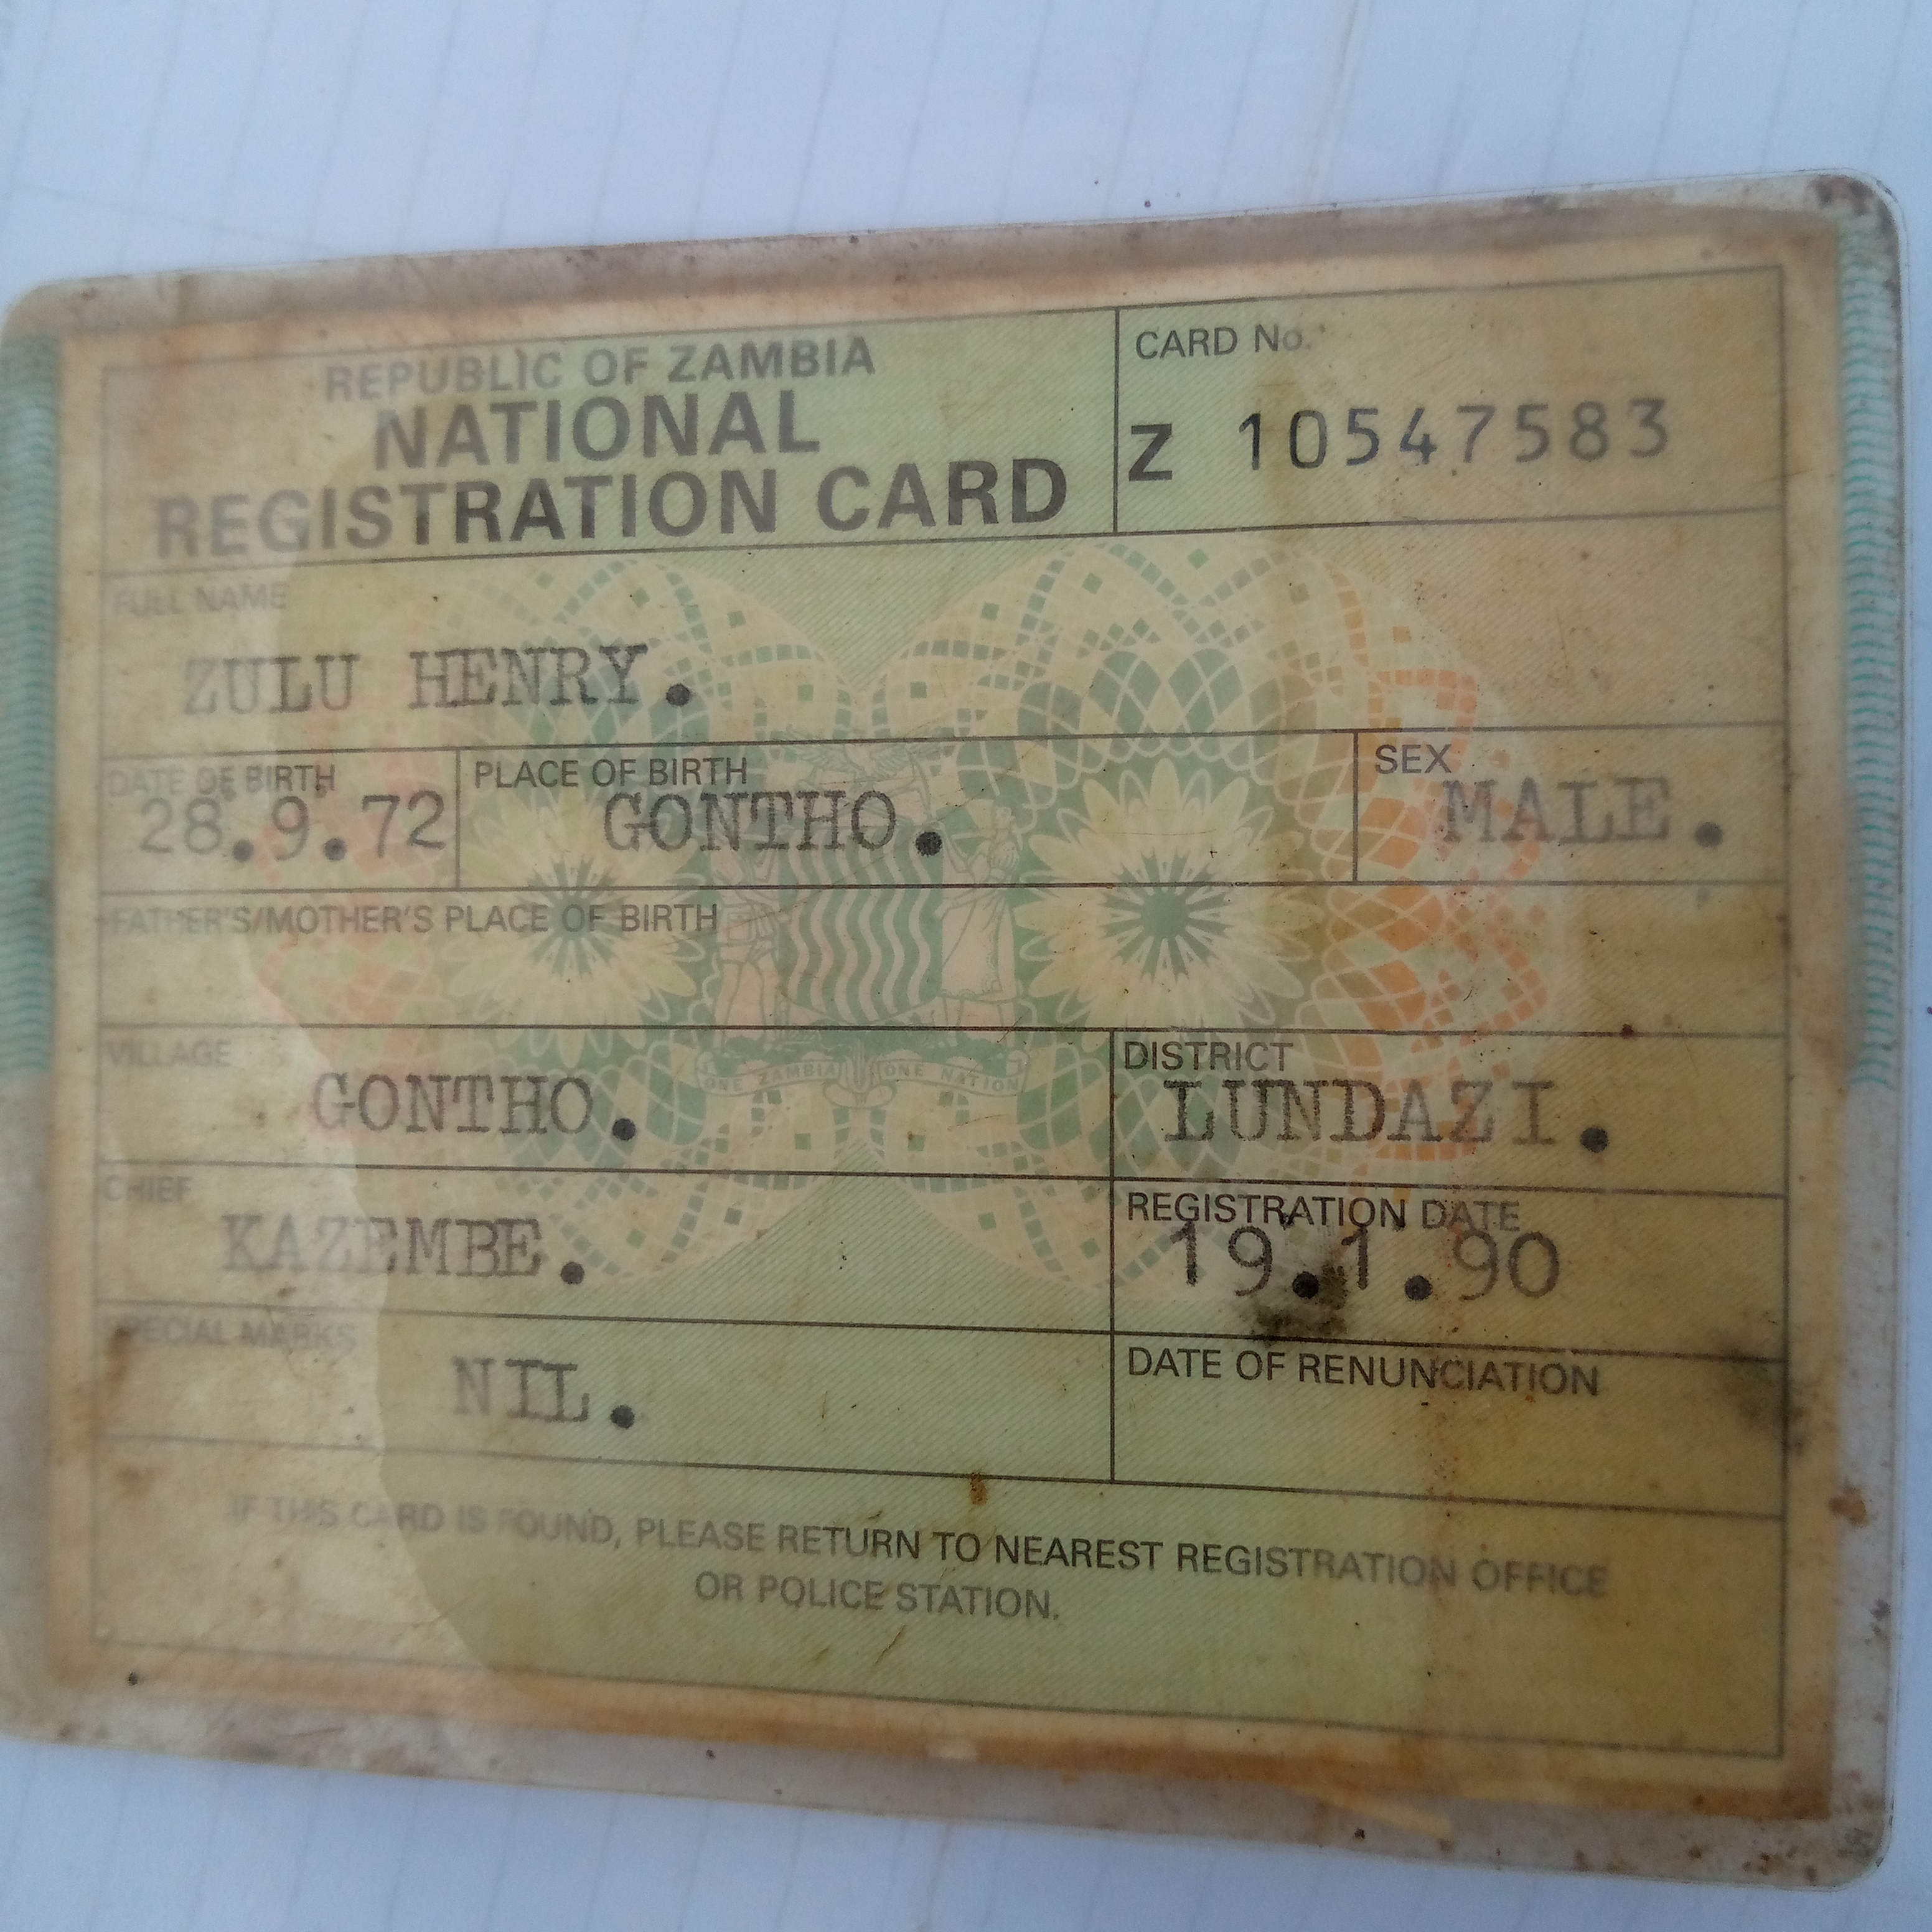 REPUBLIC OF ZAMBIA
NATIONAL
REGISTRATION CARD
CARD No.
Z 10547583
FULL NAME
ZULU HENRY.
DATE OF BIRTH
28.9.72
PLACE OF BIRTH
GONTHO.
SEX
MALE.
FATHER'S/MOTHER'S PLACE OF BIRTH
ONE ZAMBIA ONE NATION
VILLAGE
GONTHO.
DISTRICT
LUNDAZI.
CHIEF
KAZEMBE.
REGISTRATION DATE
19.1.90
SPECIAL MARKS
NIL.
DATE OF RENUNCIATION
IF THIS CARD IS FOUND, PLEASE RETURN TO NEAREST REGISTRATION OFFICE
OR POLICE STATION.